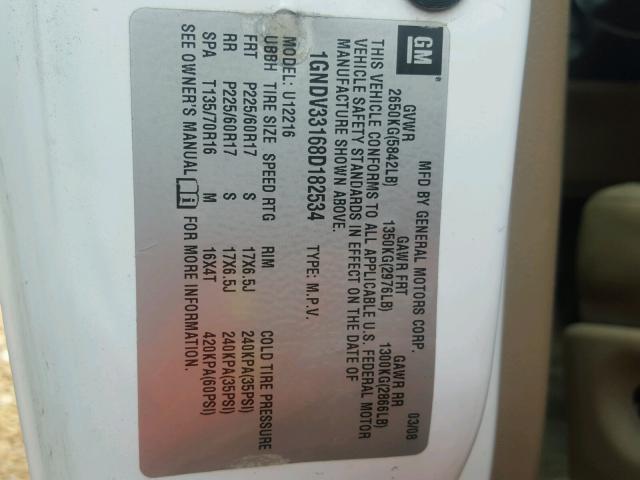 GM
MFD BY GENERAL MOTORS CORP. 03/08
GVWR GAWR FRT GAWR RR
2650KG(5842LB) 1350KG(2976LB) 1300KG(2866LB)
THIS VEHICLE CONFORMS TO ALL APPLICABLE U.S. FEDERAL MOTOR
VEHICLE SAFETY STANDARDS IN EFFECT ON THE DATE OF
MANUFACTURE SHOWN ABOVE.
1GNDV33168D182534 TYPE: M.P.V.
MODEL: U12216
UBBH TIRE SIZE SPEED RTG RIM COLD TIRE PRESSURE
FRT P225/60R17 S 17X6.5J 240KPA(35PSI)
RR P225/60R17 S 17X6.5J 240KPA(35PSI)
SPA T135/70R16 M 16X4T 420KPA(60PSI)
SEE OWNER'S MANUAL FOR MORE INFORMATION.